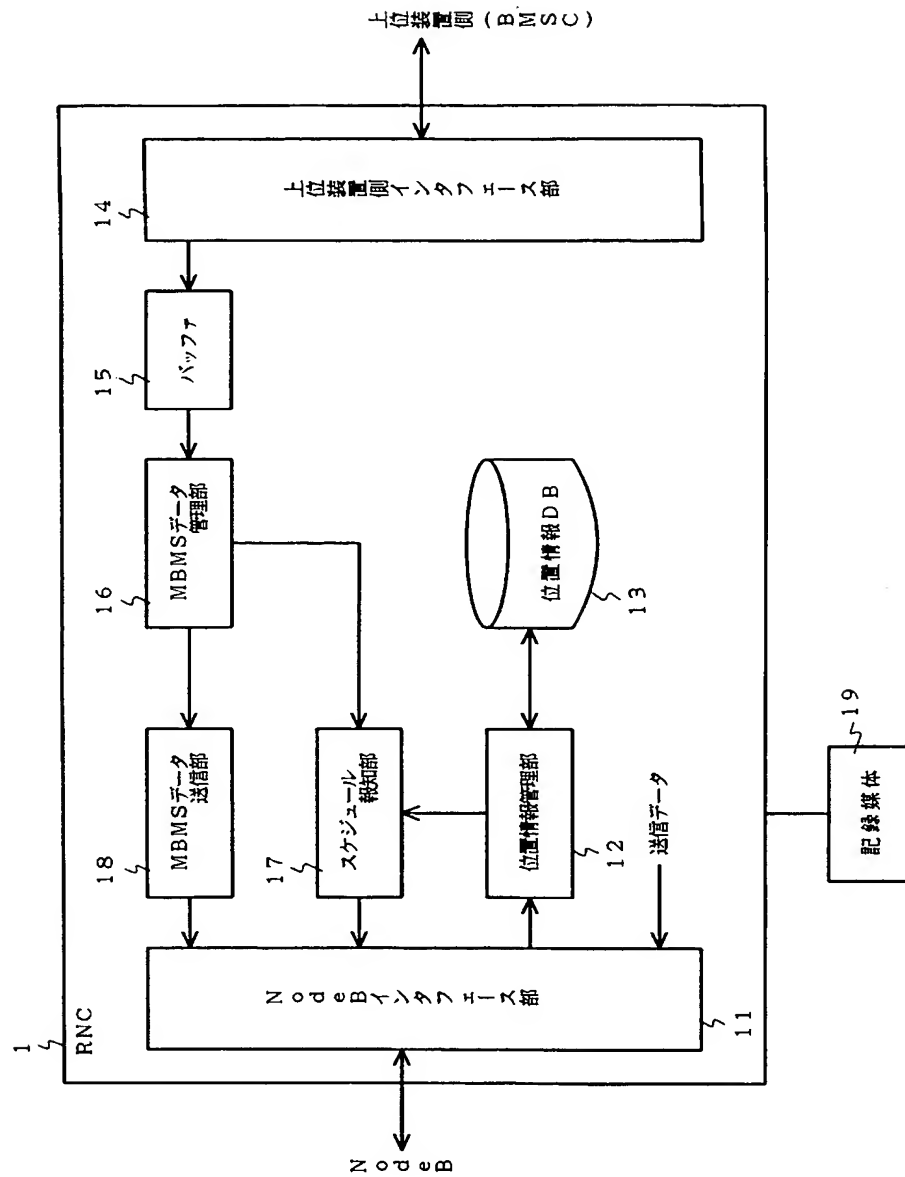 1
RNC
NodeB
NodeBインタフェース部
11
18
MBMSデータ
送信部
17
スケジュール
報知部
位置情報管理部
12
送信データ
16
MBMSデータ
管理部
位置情報DB
13
15
バッファ
14
上位装置側インタフェース部
上位装置側(BMSC)
記録媒体
19